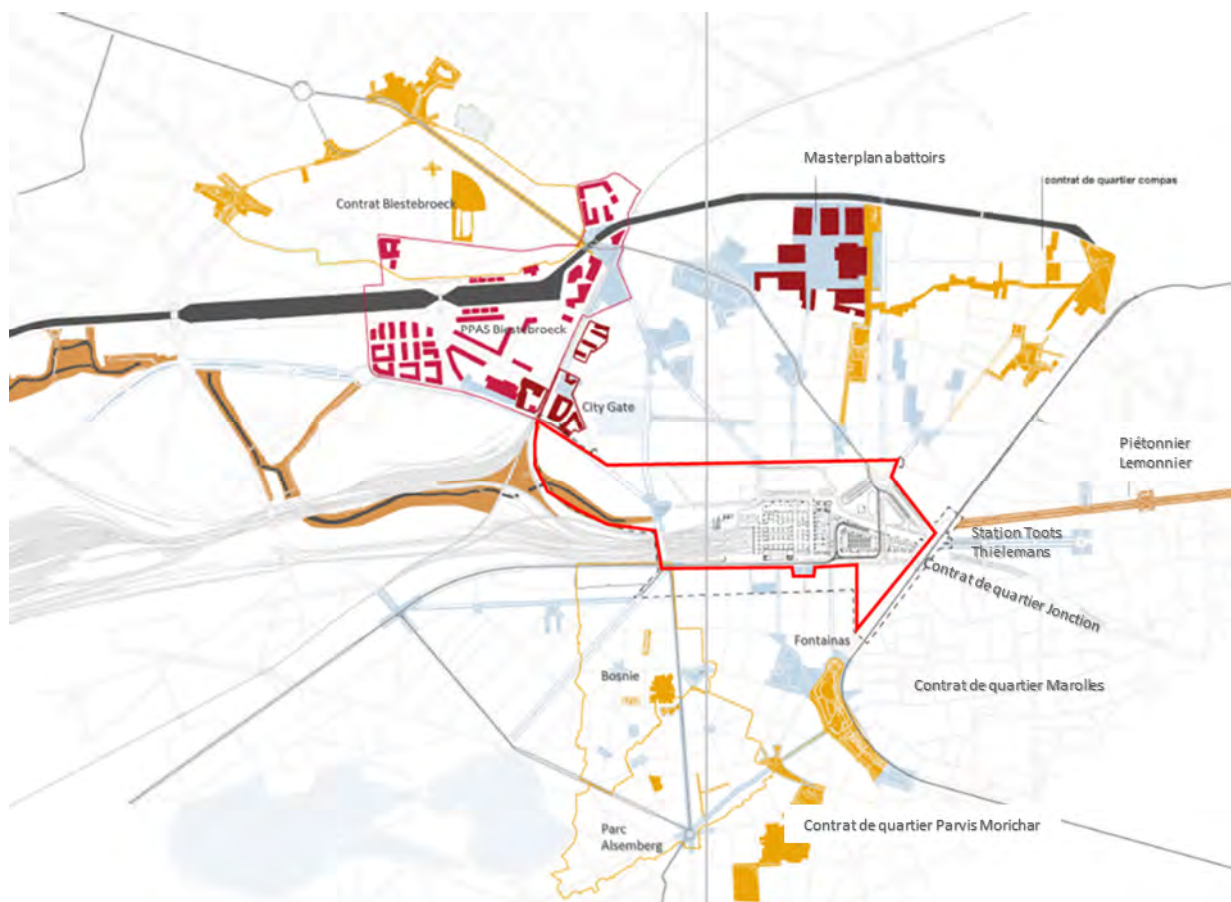 Masterplan abattoirs
contrat de quartier compas
Contrat Biestebroeck
PPAS Biestebroeck
City Gate
Piétonnier
Lemonnier
Station Toots
Thiëlemans
Contrat de quartier Jonction
Fontainas
Bosnie
Contrat de quartier Marolles
Parc
Alsemberg
Contrat de quartier Parvis Morichar